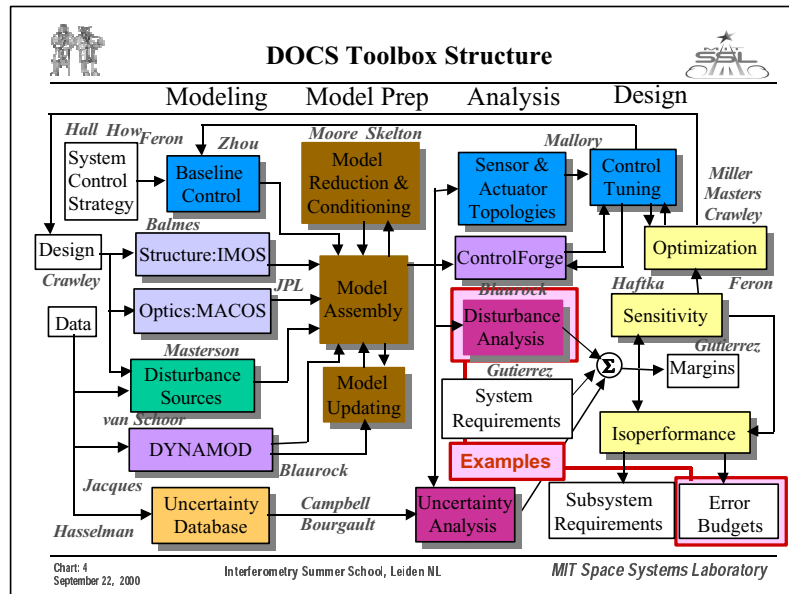 DOCS Toolbox Structure
MIT
SSL
Modeling
Model Prep
Analysis
Design
Hall How
Feron
Zhou
Moore Skelton
Mallory
System
Control
Strategy
Baseline
Control
Model
Reduction &
Conditioning
Sensor &
Actuator
Topologies
Control
Tuning
Miller
Masters
Crawley
Balmes
Design
Crawley
Structure:IMOS
ControlForge
Optimization
JPL
Optics:MACOS
Model
Assembly
Blaurock
Haftka
Feron
Data
Disturbance
Analysis
Sensitivity
Masterson
Disturbance
Sources
Gutierrez
Σ
Margins
Gutierrez
Model
Updating
System
Requirements
van Schoor
DYNAMOD
Blaurock
Examples
Isoperformance
Jacques
Hasselman
Uncertainty
Database
Campbell
Bourgault
Uncertainty
Analysis
Subsystem
Requirements
Error
Budgets
Chart: 4
September 22, 2000
Interferometry Summer School, Leiden NL
MIT Space Systems Laboratory